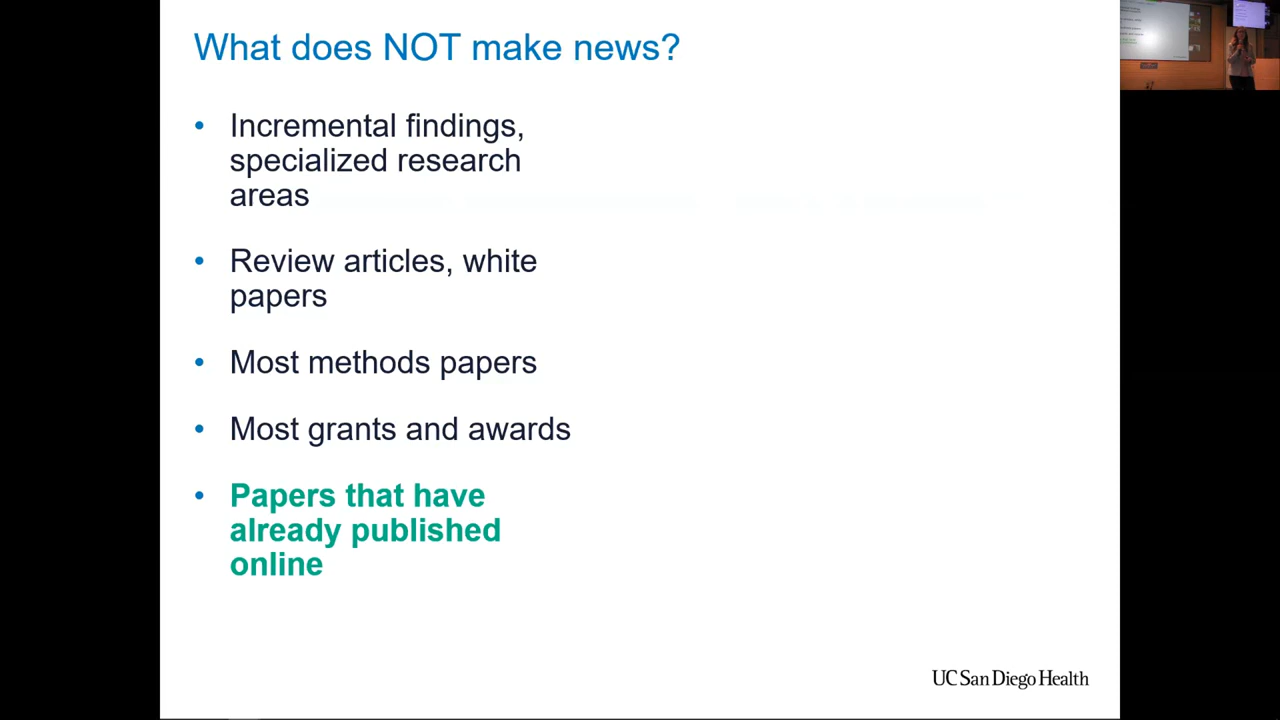 What does NOT make news?
• Incremental findings,
specialized research
areas
• Review articles, white
papers
• Most methods papers
• Most grants and awards
• Papers that have
already published
online
UC San Diego Health